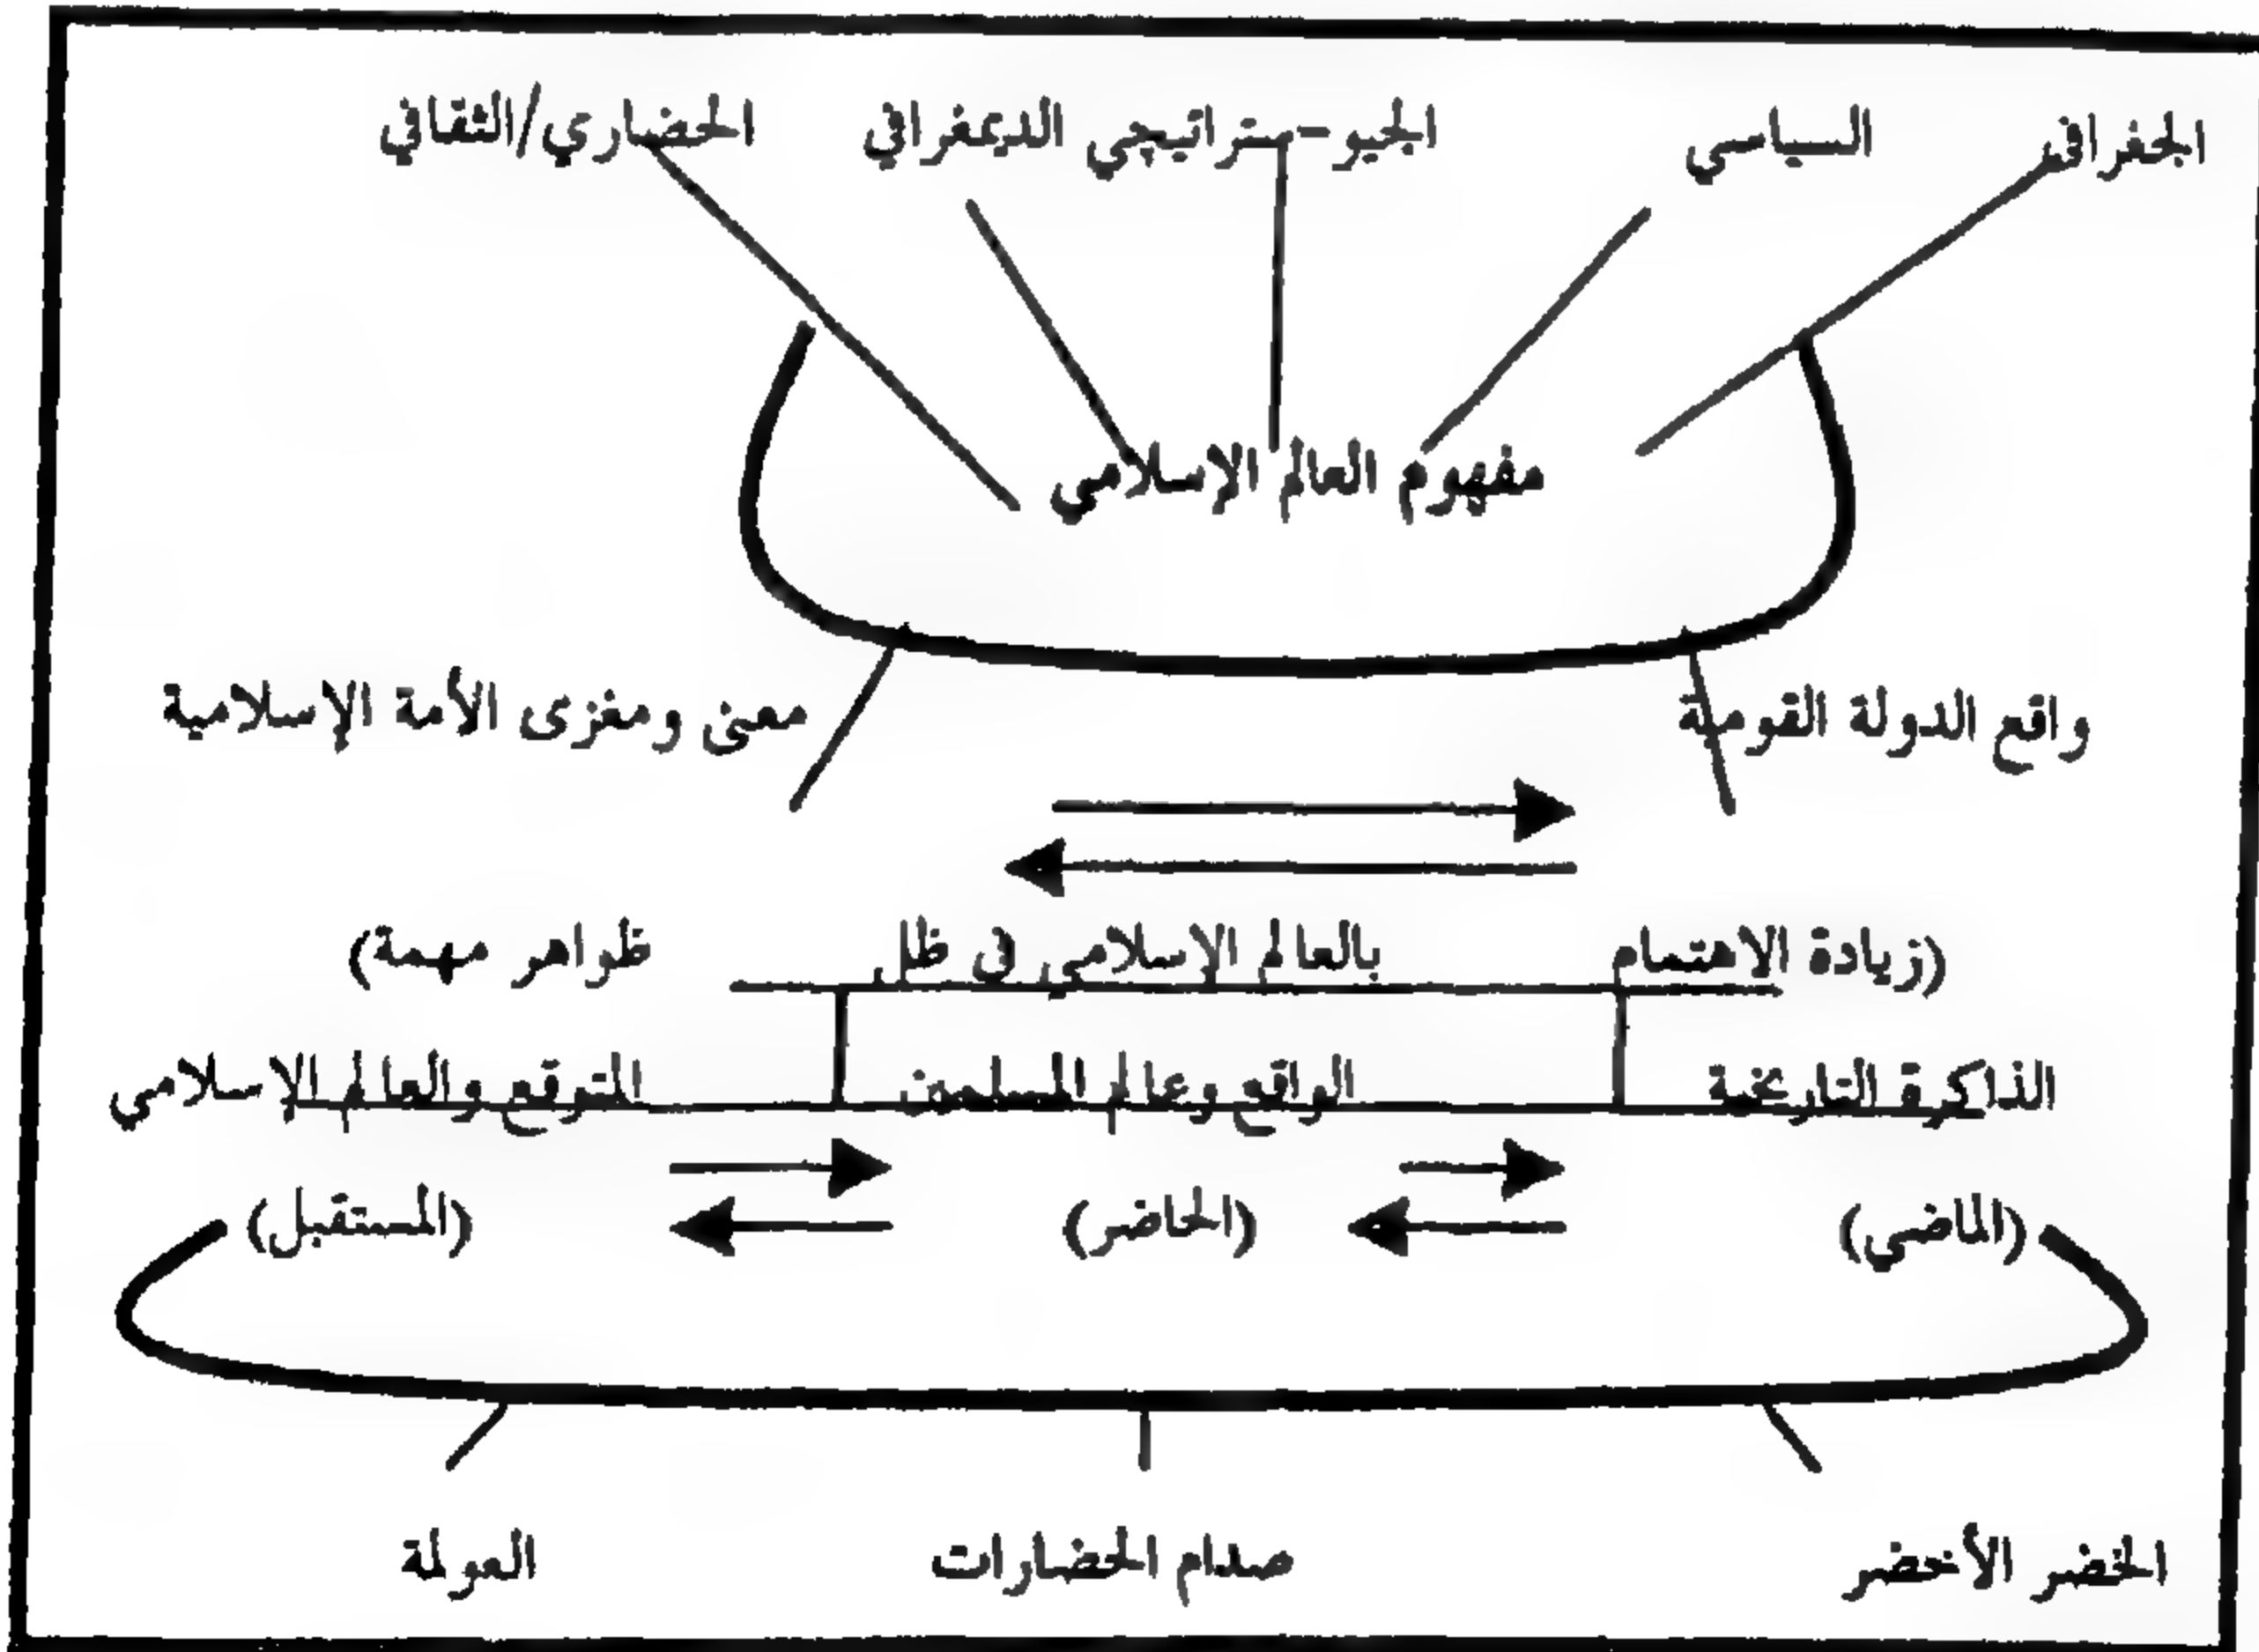 الجغرافي السياسي الجيو-ستراتيجي الديمغرافي الحضاري/الثقافي
مفهوم العالم الإسلامي
واقع الدولة القومية معنى ومغزى الأمة الإسلامية
(زيادة الاهتمام بالعالم الإسلامي في ظل ظواهر مهمة)
الذاكرة التاريخية الواقع وعالم المسلمين المتوقع والعالم الإسلامي
(الماضي) (الحاضر) (المستقبل)
الخضر الأخضر صدام الحضارات العولمة